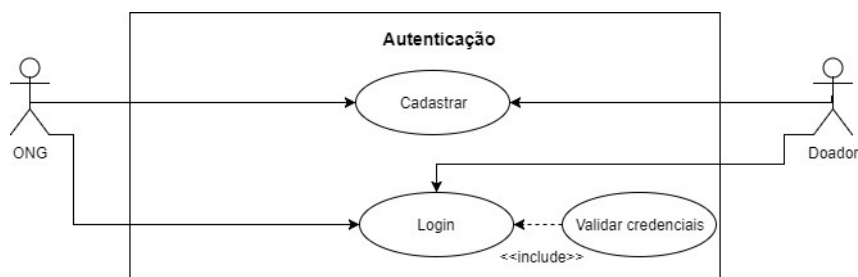 Autenticação
Cadastrar
ONG
Doador
Login
Validar credenciais
<<include>>